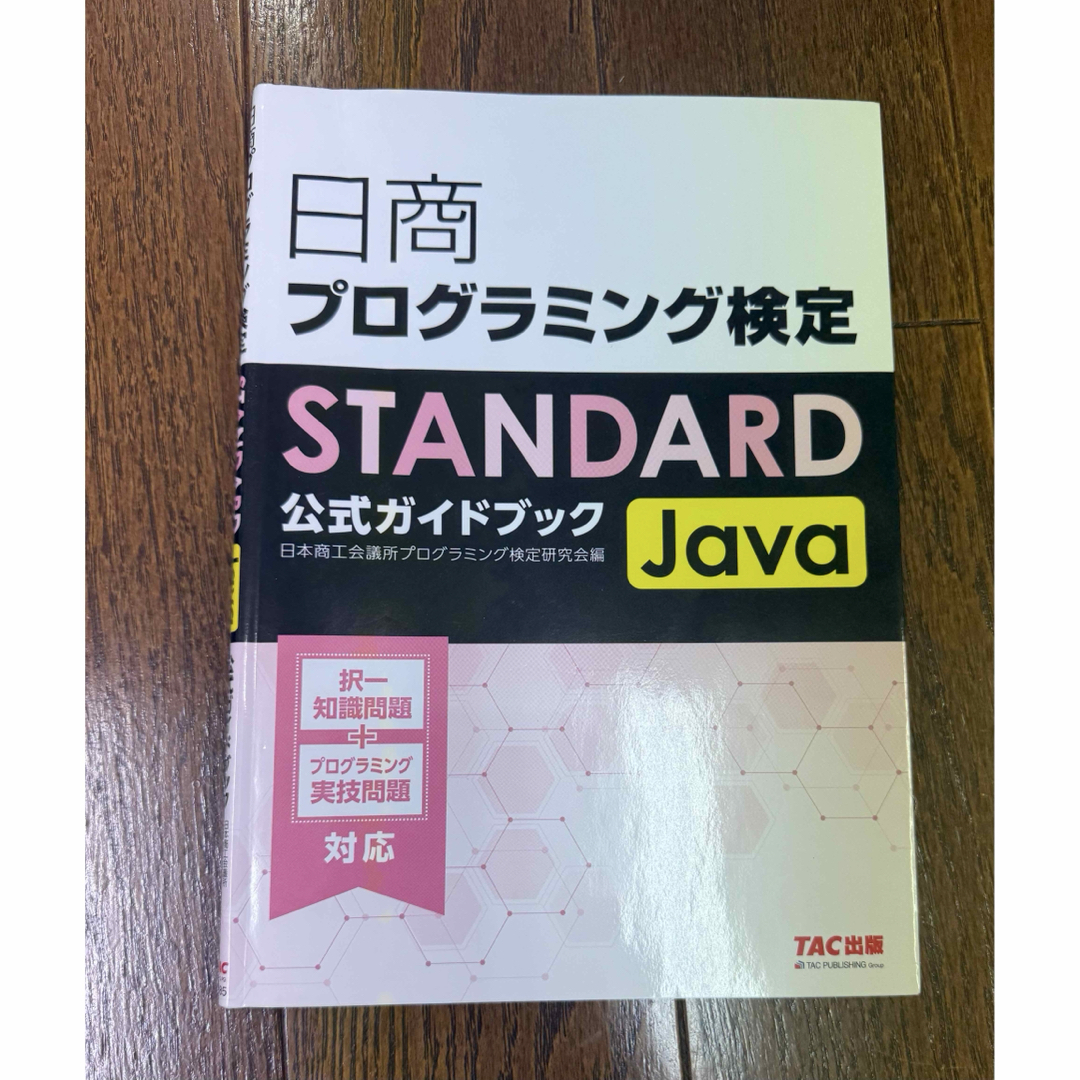 日商
プログラミング検定
STANDARD
公式ガイドブック
Java
日本商工会議所プログラミング検定研究会編
択一
知識問題
+
プログラミング
実技問題
対応
TAC出版
TAC PUBLISHING Group